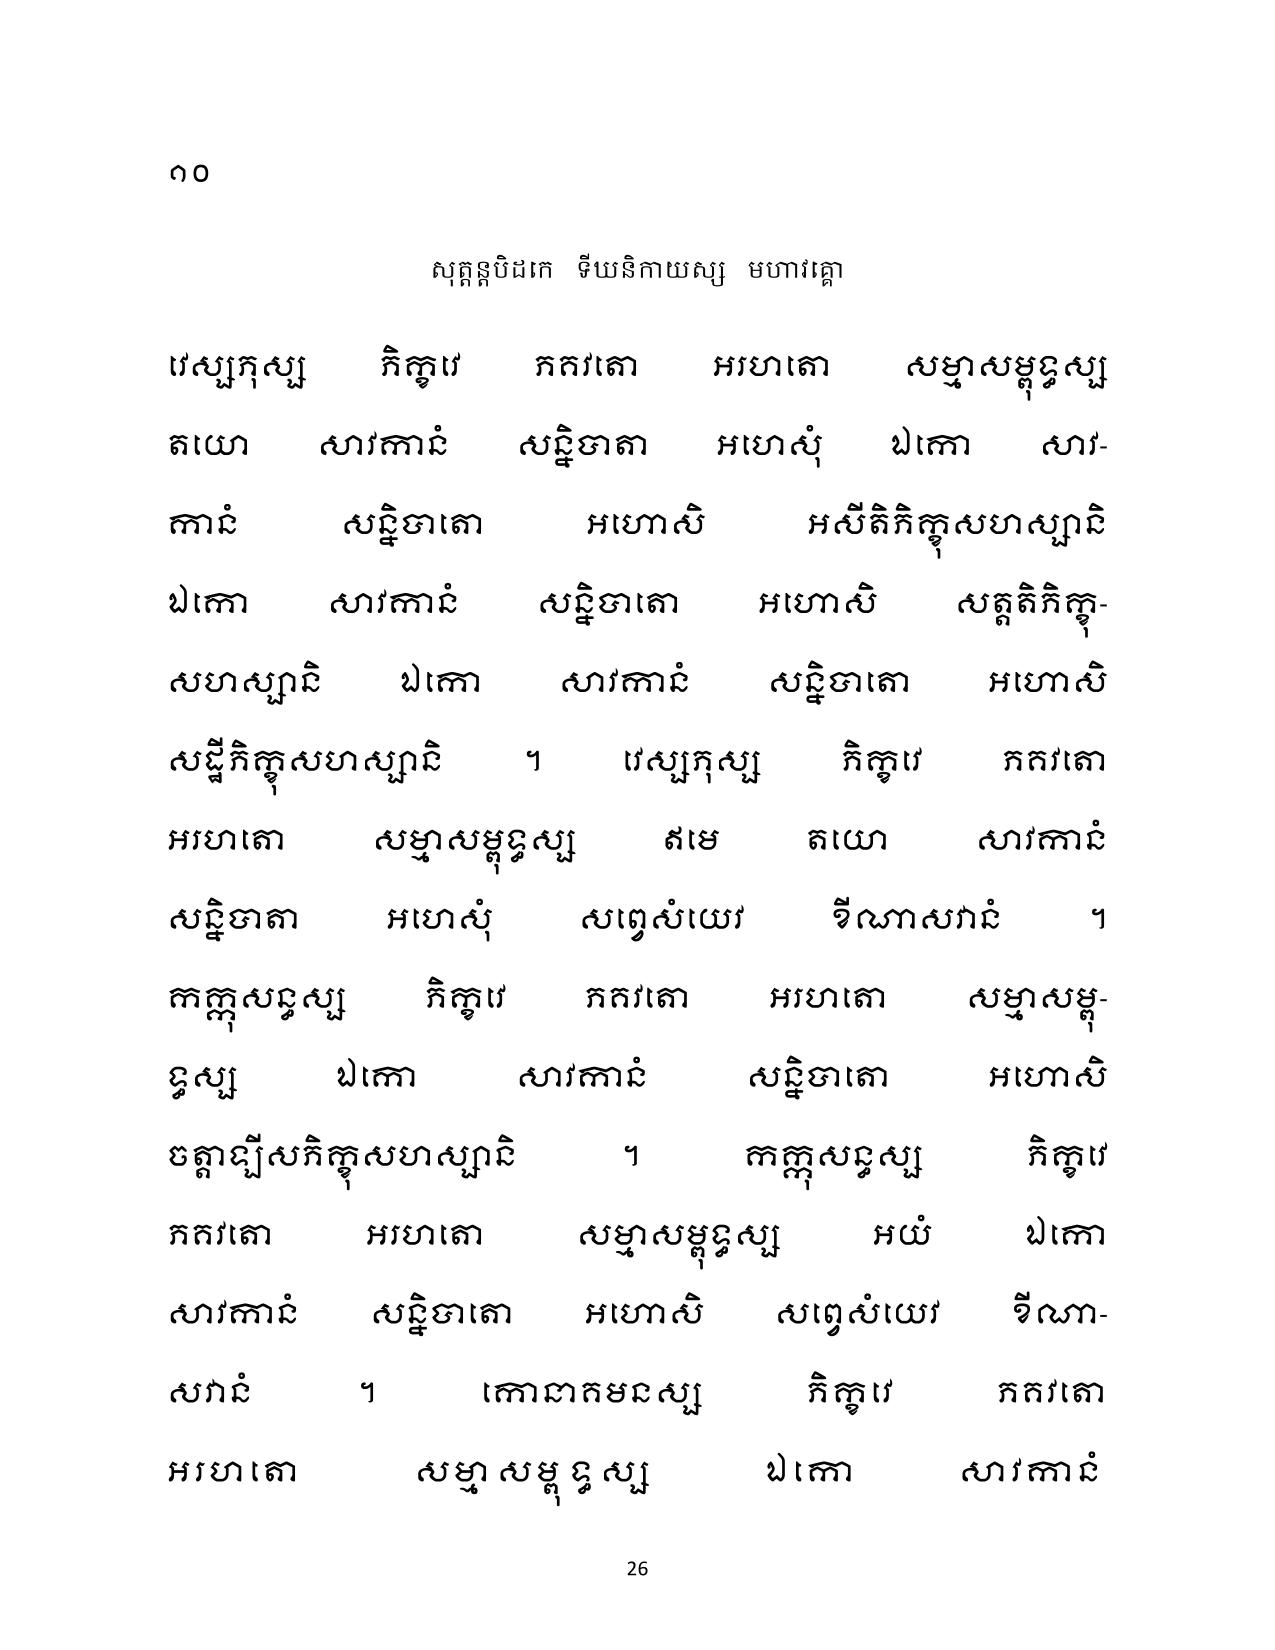 ១០
សុត្តន្តបិដកេ ទីឃនិកាយស្ស មហាវគ្គោ
វេស្សភុស្ស ភិក្ខវេ ភគវតោ អរហតោ សម្មាសម្ពុទ្ធស្ស
តយោ សាវកានំ សន្និបាតា អហេសុំ ឯកោ សាវ-
កានំ សន្និបាតោ អហោសិ អសីតិភិក្ខុសហស្សានិ
ឯកោ សាវកានំ សន្និបាតោ អហោសិ សត្តតិភិក្ខុ-
សហស្សានិ ឯកោ សាវកានំ សន្និបាតោ អហោសិ
សដ្ឋីភិក្ខុសហស្សានិ ។ វេស្សភុស្ស ភិក្ខវេ ភគវតោ
អរហតោ សម្មាសម្ពុទ្ធស្ស ឥមេ តយោ សាវកានំ
សន្និបាតា អហេសុំ សព្វេសំយេវ ខីណាសវានំ ។
កក្កុសន្ធស្ស ភិក្ខវេ ភគវតោ អរហតោ សម្មាសម្ពុ-
ទ្ធស្ស ឯកោ សាវកានំ សន្និបាតោ អហោសិ
ចត្តាឡីសភិក្ខុសហស្សានិ ។ កក្កុសន្ធស្ស ភិក្ខវេ
ភគវតោ អរហតោ សម្មាសម្ពុទ្ធស្ស អយំ ឯកោ
សាវកានំ សន្និបាតោ អហោសិ សព្វេសំយេវ ខីណា-
សវានំ ។ កោនាគមនស្ស ភិក្ខវេ ភគវតោ
អរហតោ សម្មាសម្ពុទ្ធស្ស ឯកោ សាវកានំ
26